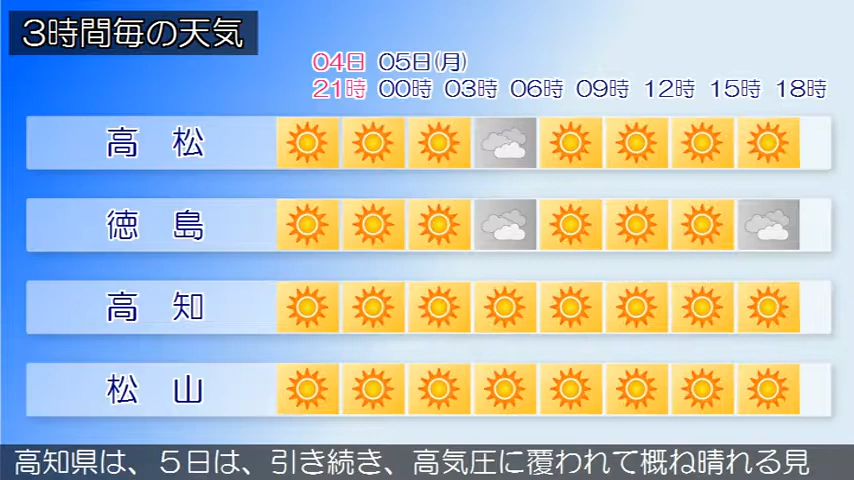 3時間毎の天気
04日 05日(月)
21時 00時 03時 06時 09時 12時 15時 18時
高 松
徳 島
高 知
松 山
高知県は、５日は、引き続き、高気圧に覆われて概ね晴れる見